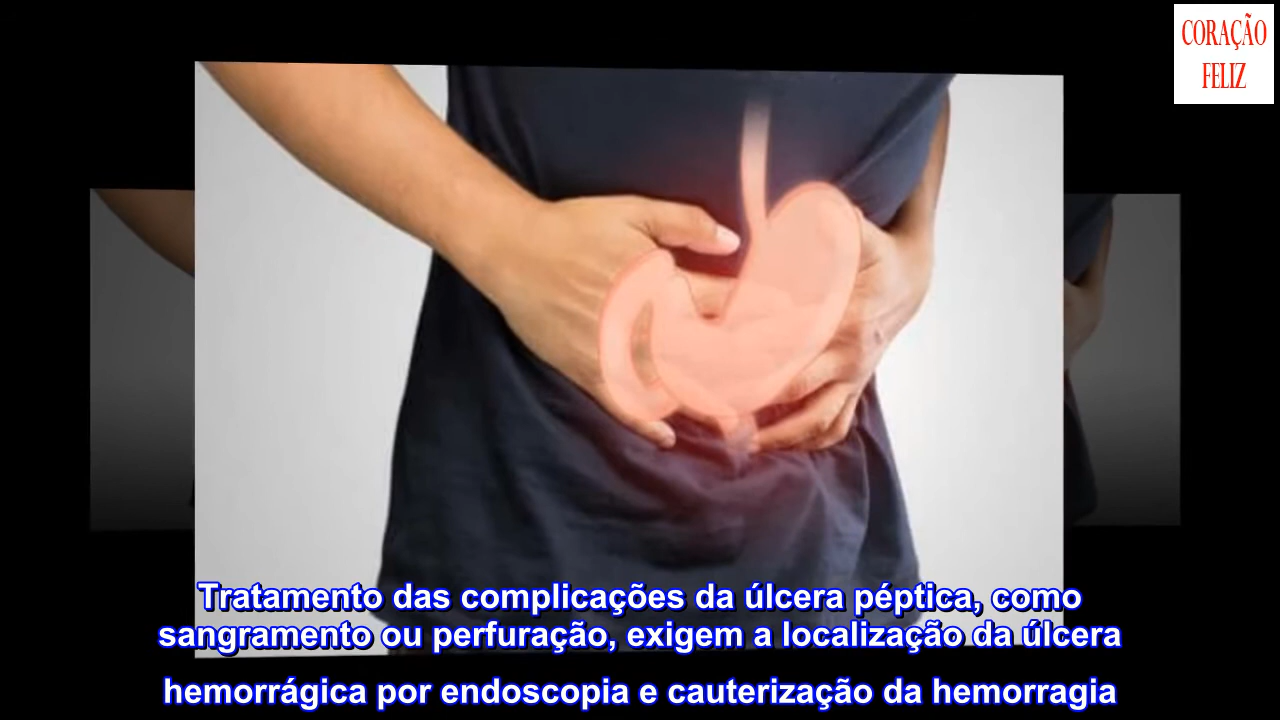 CORAÇÃO
FELIZ
Tratamento das complicações da úlcera péptica, como
sangramento ou perfuração, exigem a localização da úlcera
hemorrágica por endoscopia e cauterização da hemorragia